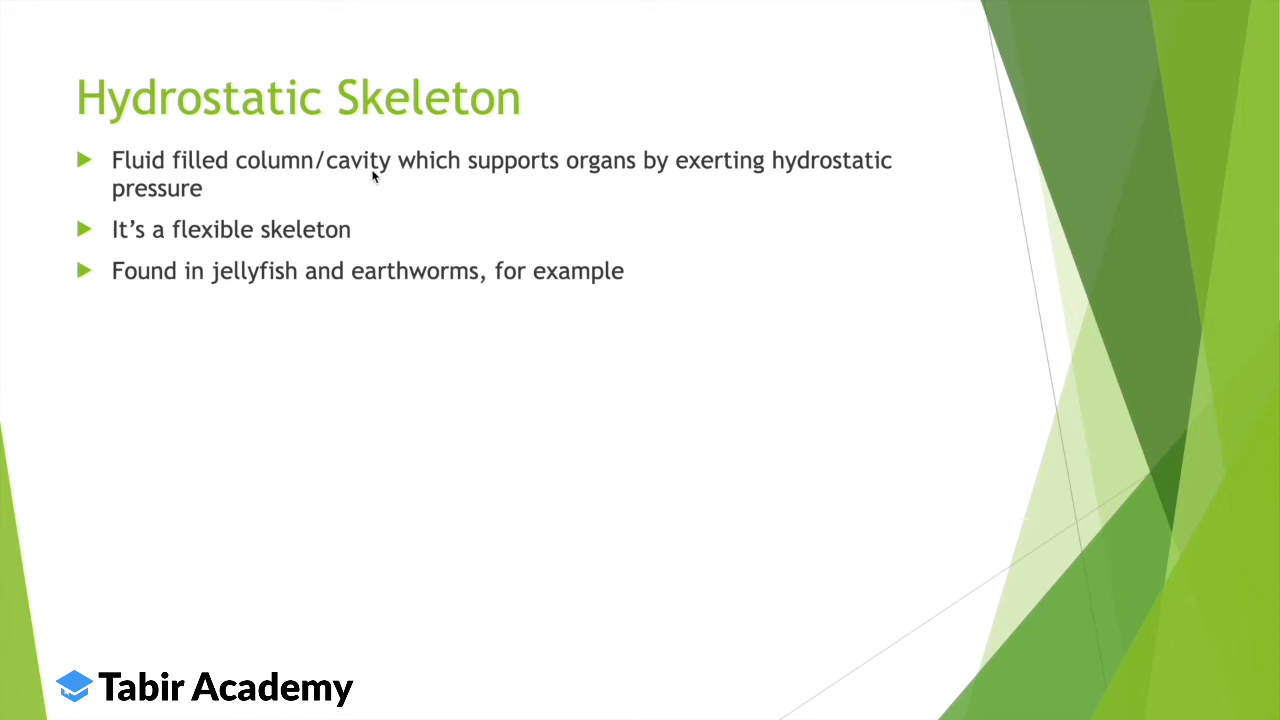 Hydrostatic Skeleton
Fluid filled column/cavity which supports organs by exerting hydrostatic
pressure
It's a flexible skeleton
Found in jellyfish and earthworms, for example
Tabir Academy